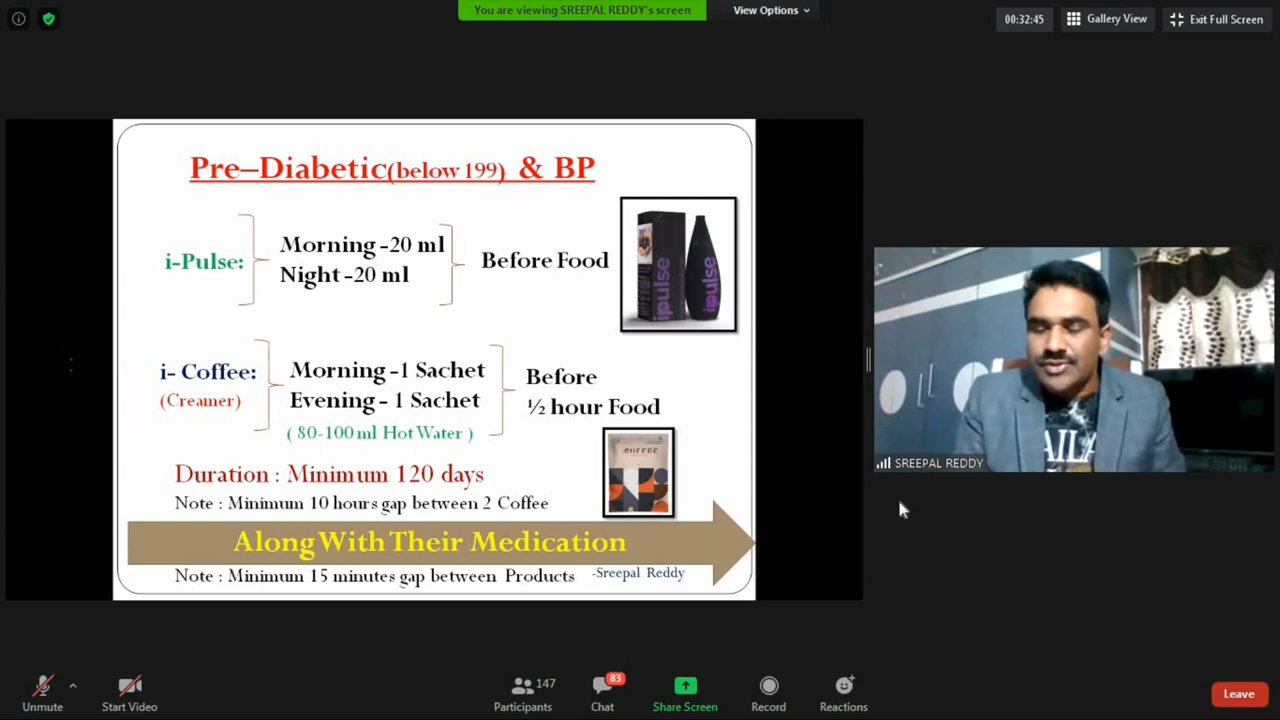 You are viewing SREEPAL REDDY's screen
View Options
00:32:45
Gallery View
Exit Full Screen
Pre–Diabetic(below 199) & BP
i-Pulse:
Morning -20 ml
Night -20 ml
Before Food
ipulse
ipulse
i- Coffee:
(Creamer)
Morning -1 Sachet
Evening - 1 Sachet
( 80-100 ml Hot Water )
Before
½ hour Food
COFFEE
Duration : Minimum 120 days
Note : Minimum 10 hours gap between 2 Coffee
Along With Their Medication
Note : Minimum 15 minutes gap between Products
-Sreepal Reddy
SREEPAL REDDY
Unmute
Start Video
147
Participants
83
Chat
Share Screen
Record
Reactions
Leave